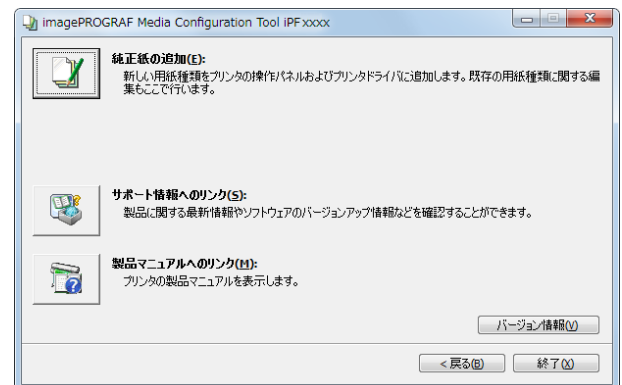 imagePROGRAF Media Configuration Tool iPFxxxx
純正紙の追加(E):
新しい用紙種類をプリンタの操作パネルおよびプリンタドライバに追加します。既存の用紙種類に関する編
集もここで行います。
サポート情報へのリンク(S):
製品に関する最新情報やソフトウェアのバージョンアップ情報などを確認することができます。
製品マニュアルへのリンク(M):
プリンタの製品マニュアルを表示します。
バージョン情報(V)
< 戻る(B)
終了(X)